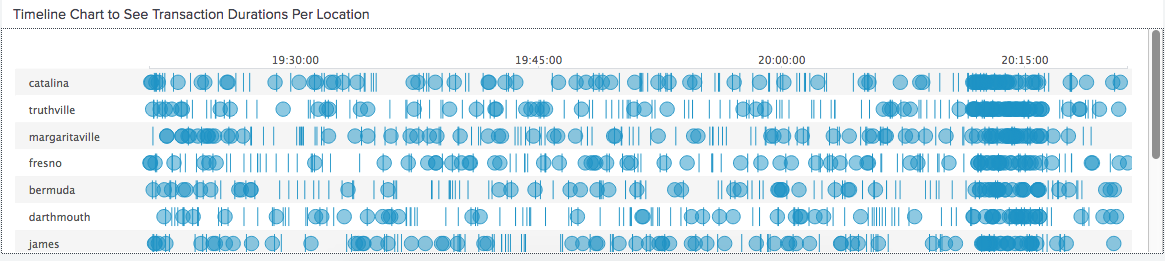 Timeline Chart to See Transaction Durations Per Location
19:30:00 19:45:00 20:00:00 20:15:00
catalina
truthville
margaritaville
fresno
bermuda
darthmouth
james